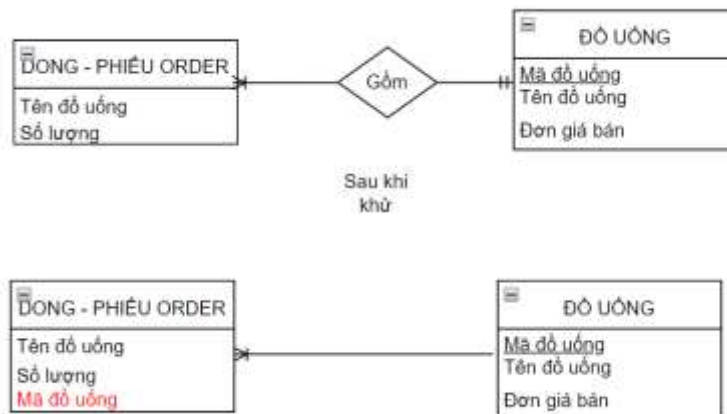 DONG - PHIẾU ORDER
Tên đồ uống
Số lượng
Gồm
ĐỒ UỐNG
Mã đồ uống
Tên đồ uống
Đơn giá bán
Sau khi
khử
DONG - PHIẾU ORDER
Tên đồ uống
Số lượng
Mã đồ uống
ĐỒ UỐNG
Mã đồ uống
Tên đồ uống
Đơn giá bán